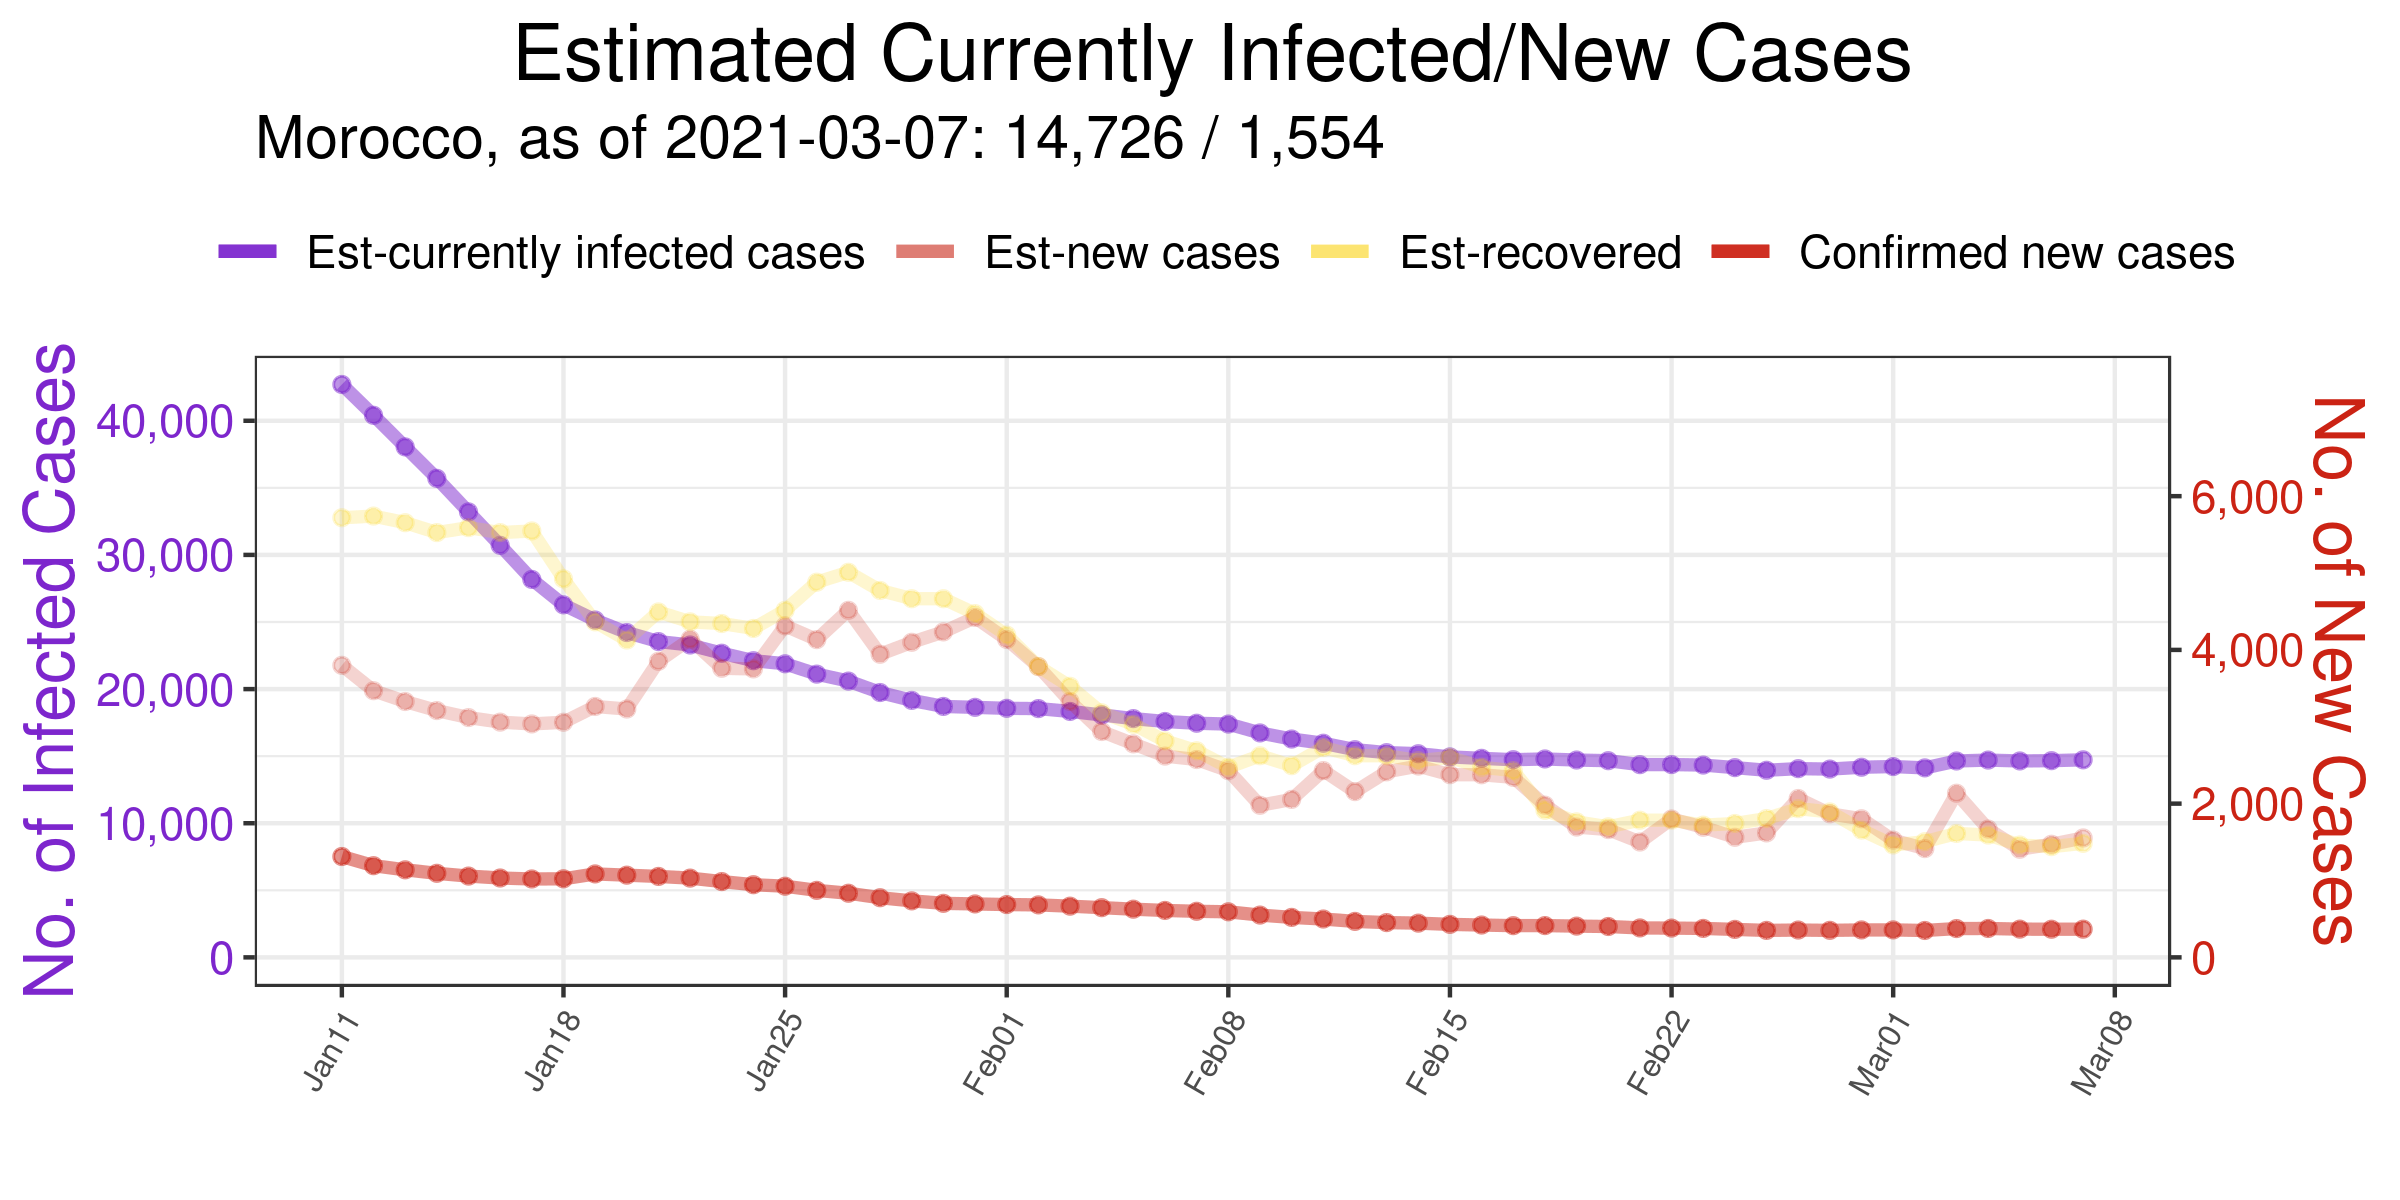 Estimated Currently Infected/New Cases
Morocco, as of 2021-03-07: 14,726 / 1,554
Est-currently infected cases Est-new cases Est-recovered Confirmed new cases
No. of Infected Cases
40,000
30,000
20,000
10,000
0
6,000
4,000
2,000
0
No. of New Cases
Jan11 Jan18 Jan25 Feb01 Feb08 Feb15 Feb22 Mar01 Mar08